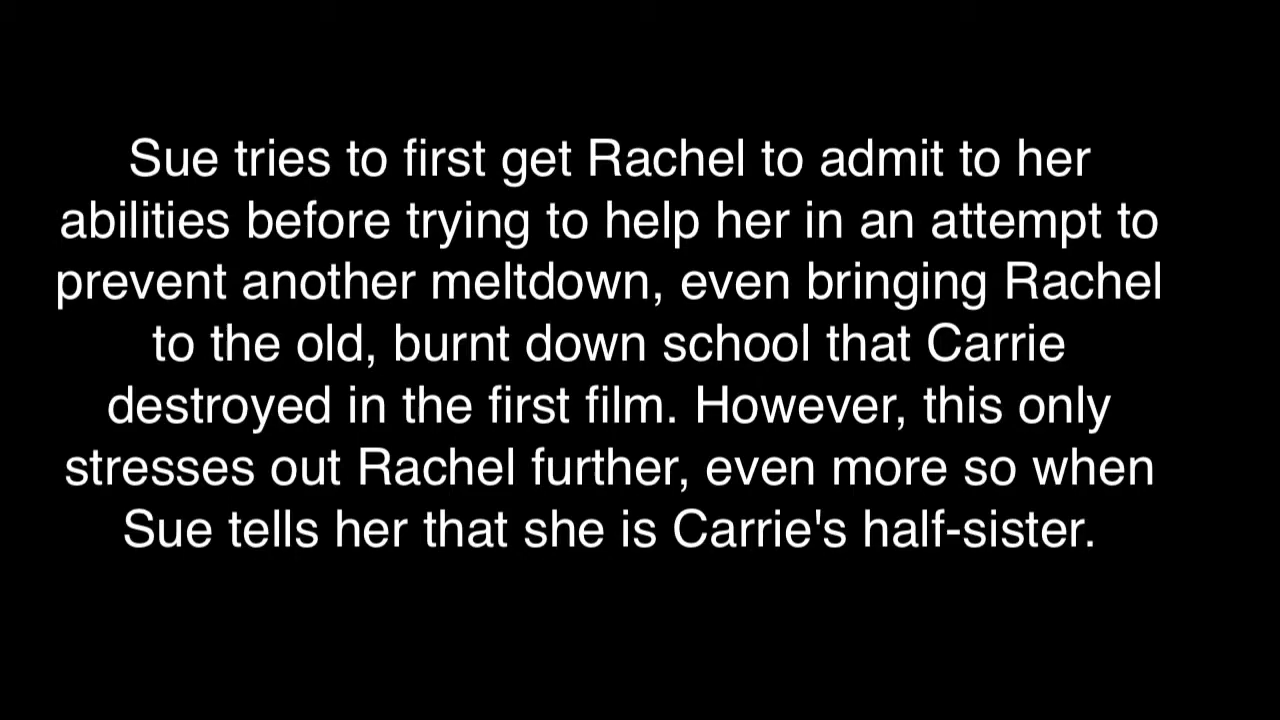 Sue tries to first get Rachel to admit to her
abilities before trying to help her in an attempt to
prevent another meltdown, even bringing Rachel
to the old, burnt down school that Carrie
destroyed in the first film. However, this only
stresses out Rachel further, even more so when
Sue tells her that she is Carrie's half-sister.